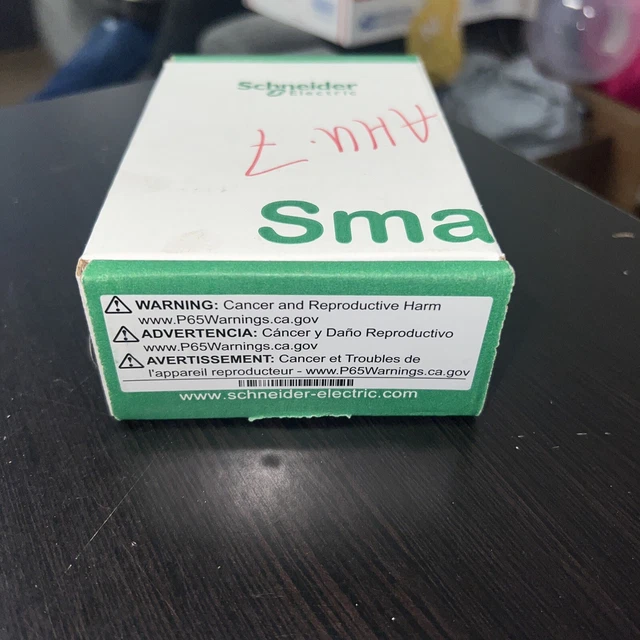 Schneider
Electric
AHU.7
Sma
WARNING: Cancer and Reproductive Harm
www.P65Warnings.ca.gov
ADVERTENCIA: Cáncer y Daño Reproductivo
www.P65Warnings.ca.gov
AVERTISSEMENT: Cancer et Troubles de
l'appareil reproducteur - www.P65Warnings.ca.gov
www.schneider-electric.com